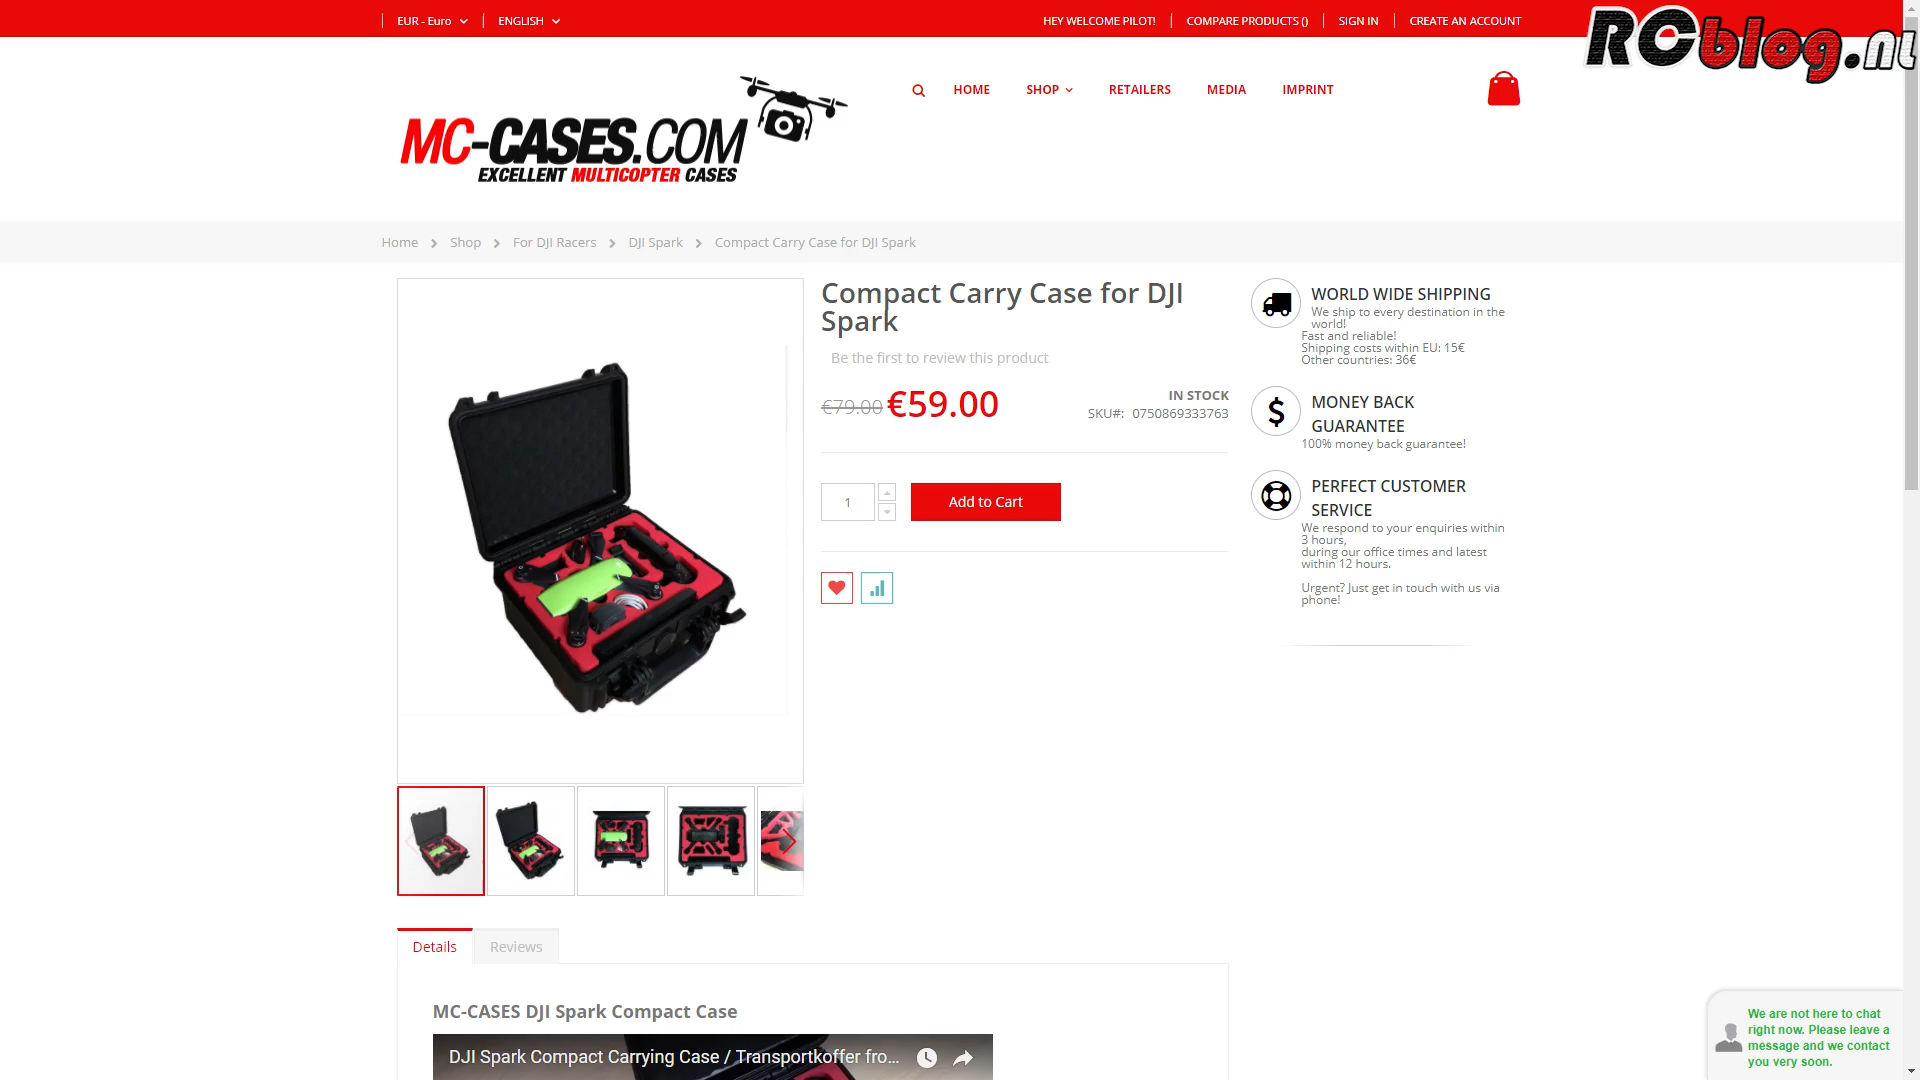 EUR - Euro
ENGLISH
HEY WELCOME PILOT!
COMPARE PRODUCTS ()
SIGN IN
CREATE AN ACCOUNT
RCblog.nl
HOME
SHOP
RETAILERS
MEDIA
IMPRINT
MC-CASES.COM
EXCELLENT MULTICOPTER CASES
Home
Shop
For DJI Racers
DJI Spark
Compact Carry Case for DJI Spark
Compact Carry Case for DJI
Spark
Be the first to review this product
€79.00 €59.00
IN STOCK
SKU#: 0750869333763
1
Add to Cart
WORLD WIDE SHIPPING
We ship to every destination in the
world!
Fast and reliable!
Shipping costs within EU: 15€
Other countries: 36€
MONEY BACK
GUARANTEE
100% money back guarantee!
PERFECT CUSTOMER
SERVICE
We respond to your enquiries within
3 hours,
during our office times and latest
within 12 hours.
Urgent? Just get in touch with us via
phone!
Details
Reviews
MC-CASES DJI Spark Compact Case
DJI Spark Compact Carrying Case / Transportkoffer fro...
We are not here to chat
right now. Please leave a
message and we contact
you very soon.